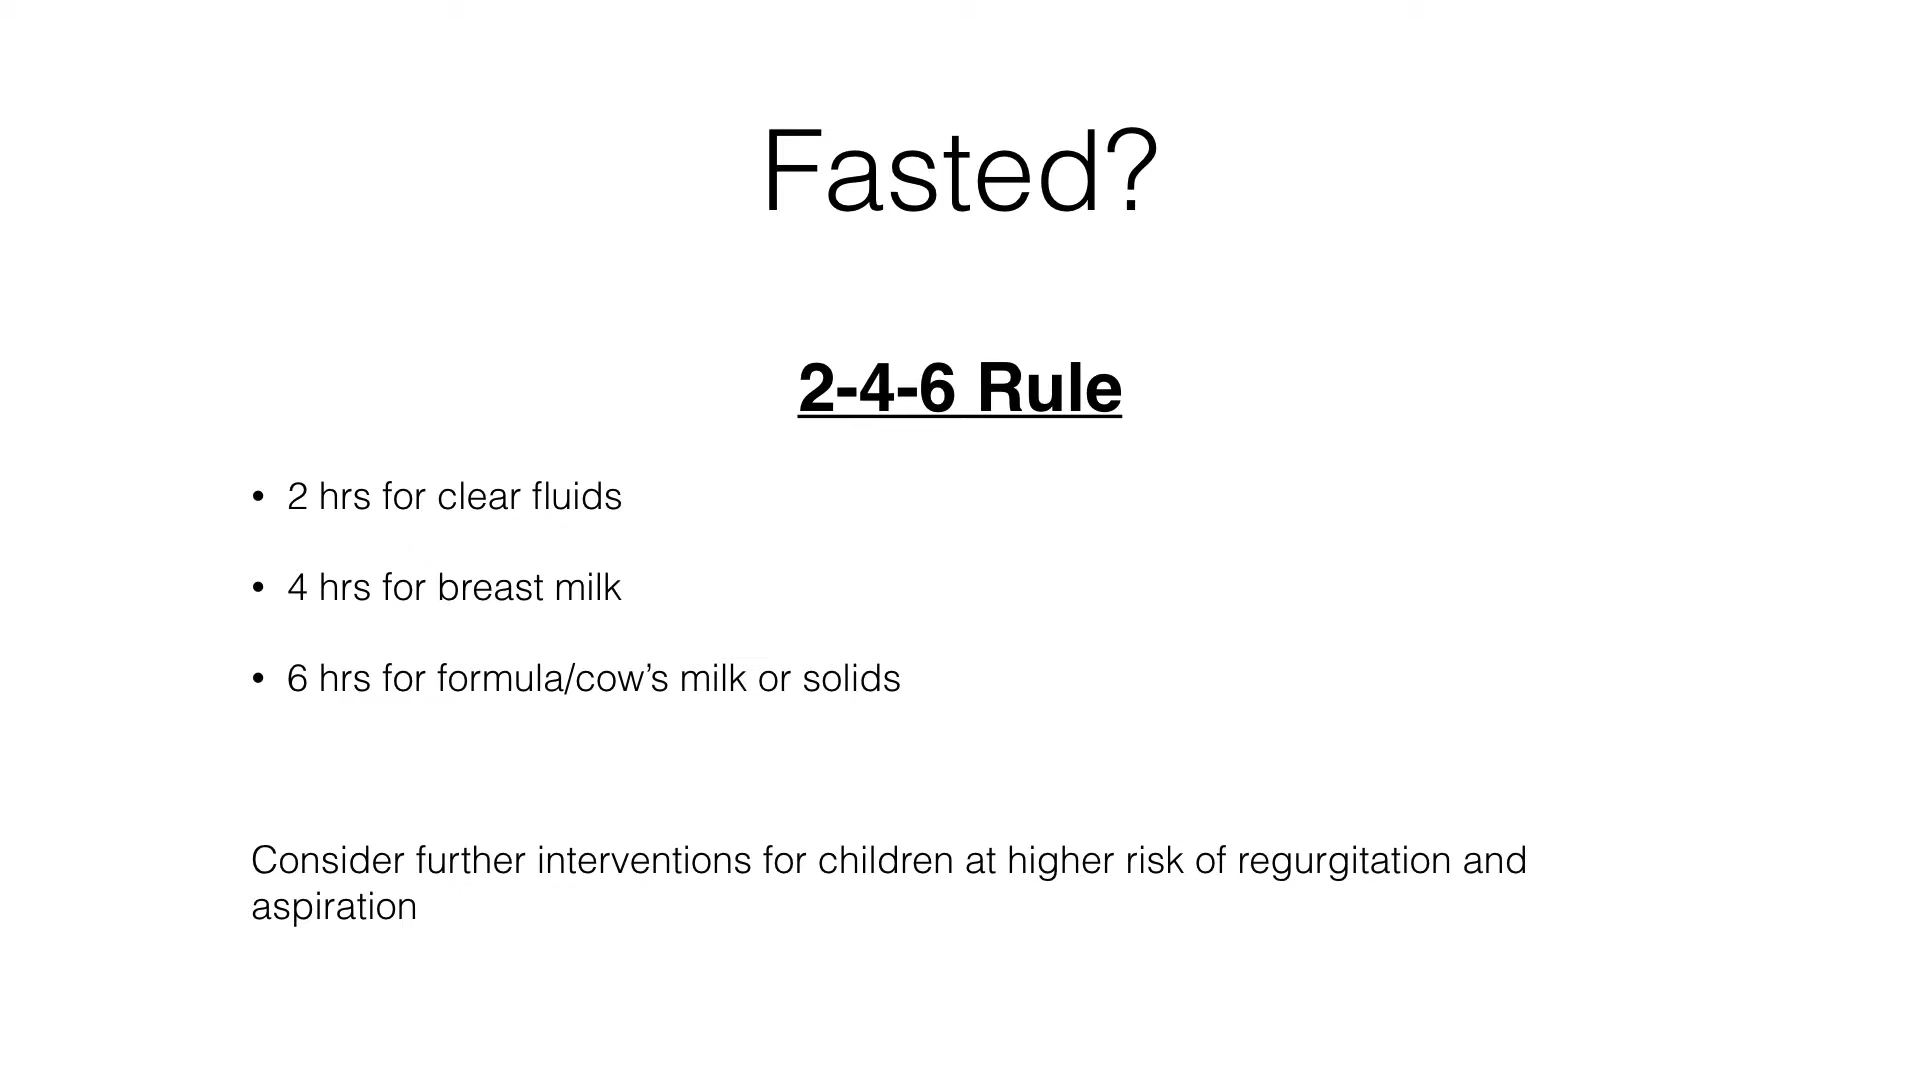 Fasted?
2-4-6 Rule
• 2 hrs for clear fluids
• 4 hrs for breast milk
• 6 hrs for formula/cow’s milk or solids
Consider further interventions for children at higher risk of regurgitation and
aspiration